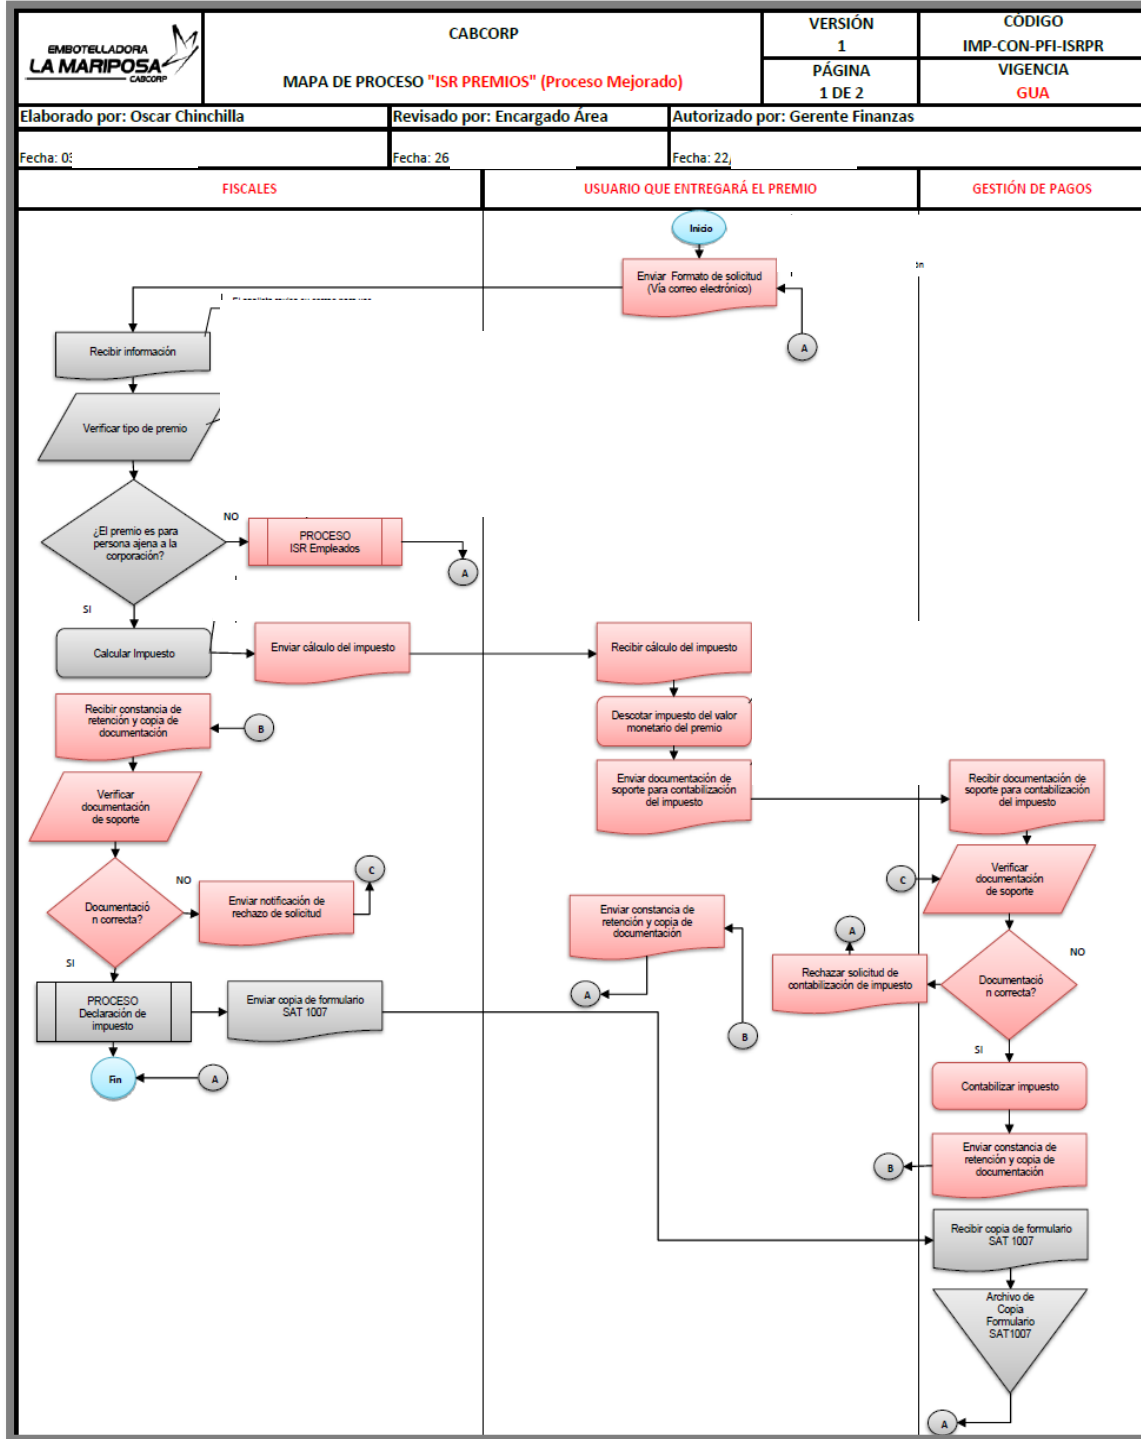 EMBOTELLADORA
LA MARIPOSA
CABCORP
CABCORP
MAPA DE PROCESO "ISR PREMIOS" (Proceso Mejorado)
VERSIÓN
1
CÓDIGO
IMP-CON-PFI-ISRPR
PÁGINA
1 DE 2
VIGENCIA
GUA
Elaborado por: Oscar Chinchilla
Revisado por: Encargado Área
Autorizado por: Gerente Finanzas
Fecha: 03
Fecha: 26
Fecha: 22/
FISCALES
USUARIO QUE ENTREGARÁ EL PREMIO
GESTIÓN DE PAGOS
Inicio
Enviar Formato de solicitud
(Vía correo electrónico)
A
Recibir información
Verificar tipo de premio
¿El premio es para
persona ajena a la
corporación?
NO
PROCESO
ISR Empleados
A
SI
Calcular Impuesto
Enviar cálculo del impuesto
Recibir cálculo del impuesto
Descotar impuesto del valor
monetario del premio
Enviar documentación de
soporte para contabilización
del impuesto
Recibir documentación de
soporte para contabilización
del impuesto
Recibir constancia de
retención y copia de
documentación
B
Verificar
documentación
de soporte
Documentació
n correcta?
NO
Enviar notificación de
rechazo de solicitud
C
SI
PROCESO
Declaración de
impuesto
Enviar copia de formulario
SAT 1007
Fin
A
Enviar constancia de
retención y copia de
documentación
A
B
C
Verificar
documentación
de soporte
A
Rechazar solicitud de
contabilización de impuesto
Documentació
n correcta?
NO
SI
Contabilizar impuesto
Enviar constancia de
retención y copia de
documentación
B
Recibir copia de formulario
SAT 1007
Archivo de
Copia
Formulario
SAT1007
A